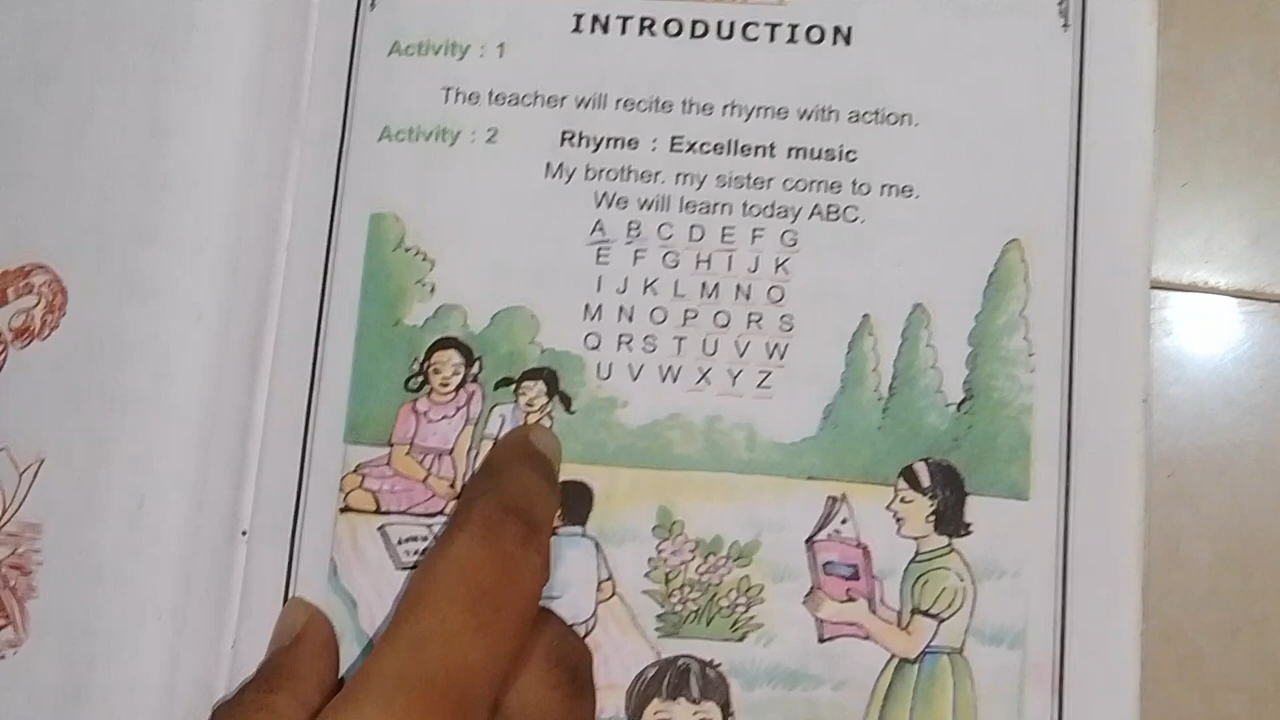 INTRODUCTION
Activity : 1
The teacher will recite the rhyme with action.
Activity : 2 Rhyme : Excellent music
My brother. my sister come to me.
We will learn today ABC.
A B C D E F G
E F G H I J K
I J K L M N O
M N O P Q R S
Q R S T U V W
U V W X Y Z